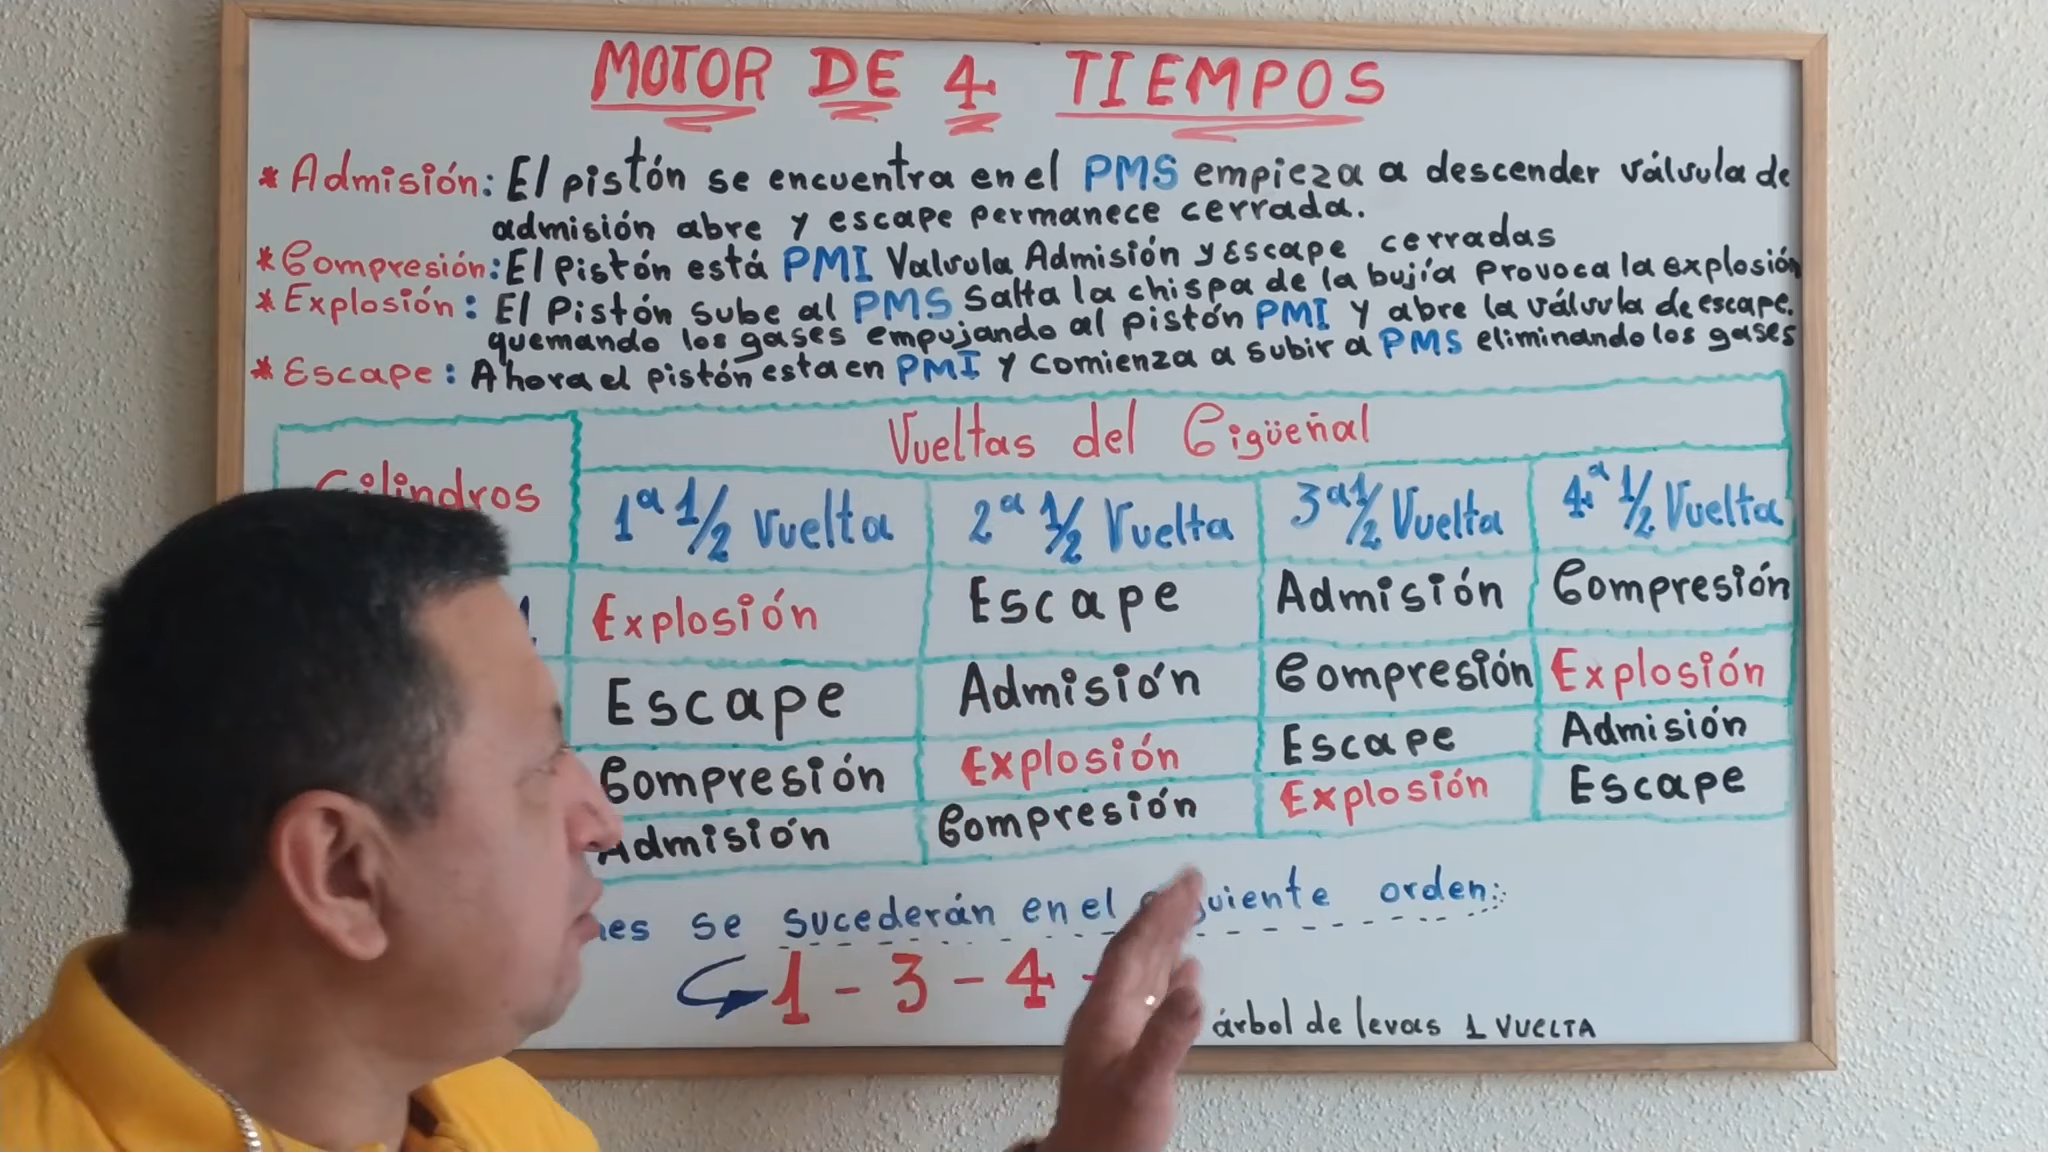 MOTOR DE 4 TIEMPOS
* Admisión: El pistón se encuentra en el PMS empieza a descender válvula de
admisión abre y escape permanece cerrada.
* Compresión: El Pistón está PMI Valvula Admisión y Escape cerradas
* Explosión: El Pistón sube al PMS Salta la chispa de la bujía Provoca la explosión
quemando los gases empujando al pistón PMI y abre la válvula de escape.
* Escape: Ahora el pistón esta en PMI y comienza a subir a PMS eliminando los gases
Cilindros
Vueltas del Cigüeñal
1ª 1/2 Vuelta 2ª 1/2 Vuelta 3ª 1/2 Vuelta 4ª 1/2 Vuelta
Explosión Escape Admisión Compresión
Escape Admisión Compresión Explosión
Compresión Explosión Escape Admisión
Admisión Compresión Explosión Escape
se sucederán en el siguiente orden:
1 - 3 - 4 -
árbol de levas 1 VUELTA